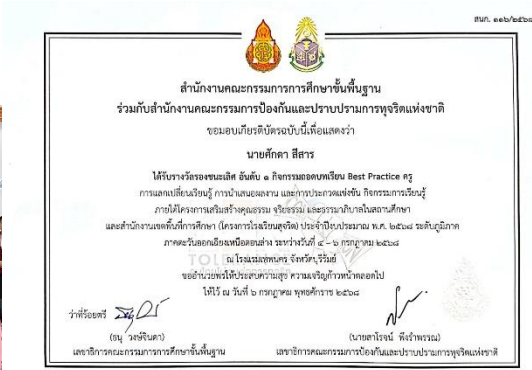 สนก. ๑๑๖/๒๕๖๘
สำนักงานคณะกรรมการการศึกษาขั้นพื้นฐาน
ร่วมกับสำนักงานคณะกรรมการป้องกันและปราบปรามการทุจริตแห่งชาติ
ขอมอบเกียรติบัตรฉบับนี้เพื่อแสดงว่า
นายศักดา สีสาร
ได้รับรางวัลรองชนะเลิศ อันดับ ๑ กิจกรรมถอดบทเรียน Best Practice ครู
การแลกเปลี่ยนเรียนรู้ การนำเสนอผลงาน และการประกวดแข่งขัน กิจกรรมการเรียนรู้
ภายใต้โครงการเสริมสร้างคุณธรรม จริยธรรม และธรรมาภิบาลในสถานศึกษา
และสำนักงานเขตพื้นที่การศึกษา (โครงการโรงเรียนสุจริต) ประจำปีงบประมาณ พ.ศ. ๒๕๖๘ ระดับภูมิภาค
ภาคตะวันออกเฉียงเหนือตอนล่าง ระหว่างวันที่ ๔ – ๖ กรกฎาคม ๒๕๖๘
ณ โรงแรมเทพนคร จังหวัดบุรีรัมย์
ขออำนวยพรให้ประสบความสุข ความเจริญก้าวหน้าตลอดไป
ให้ไว้ ณ วันที่ ๖ กรกฎาคม พุทธศักราช ๒๕๖๘
ว่าที่ร้อยตรี
(ธนุ วงษ์จินดา)
เลขาธิการคณะกรรมการการศึกษาขั้นพื้นฐาน
(นายสาโรจน์ พึงรำพรรณ)
เลขาธิการคณะกรรมการป้องกันและปราบปรามการทุจริตแห่งชาติ